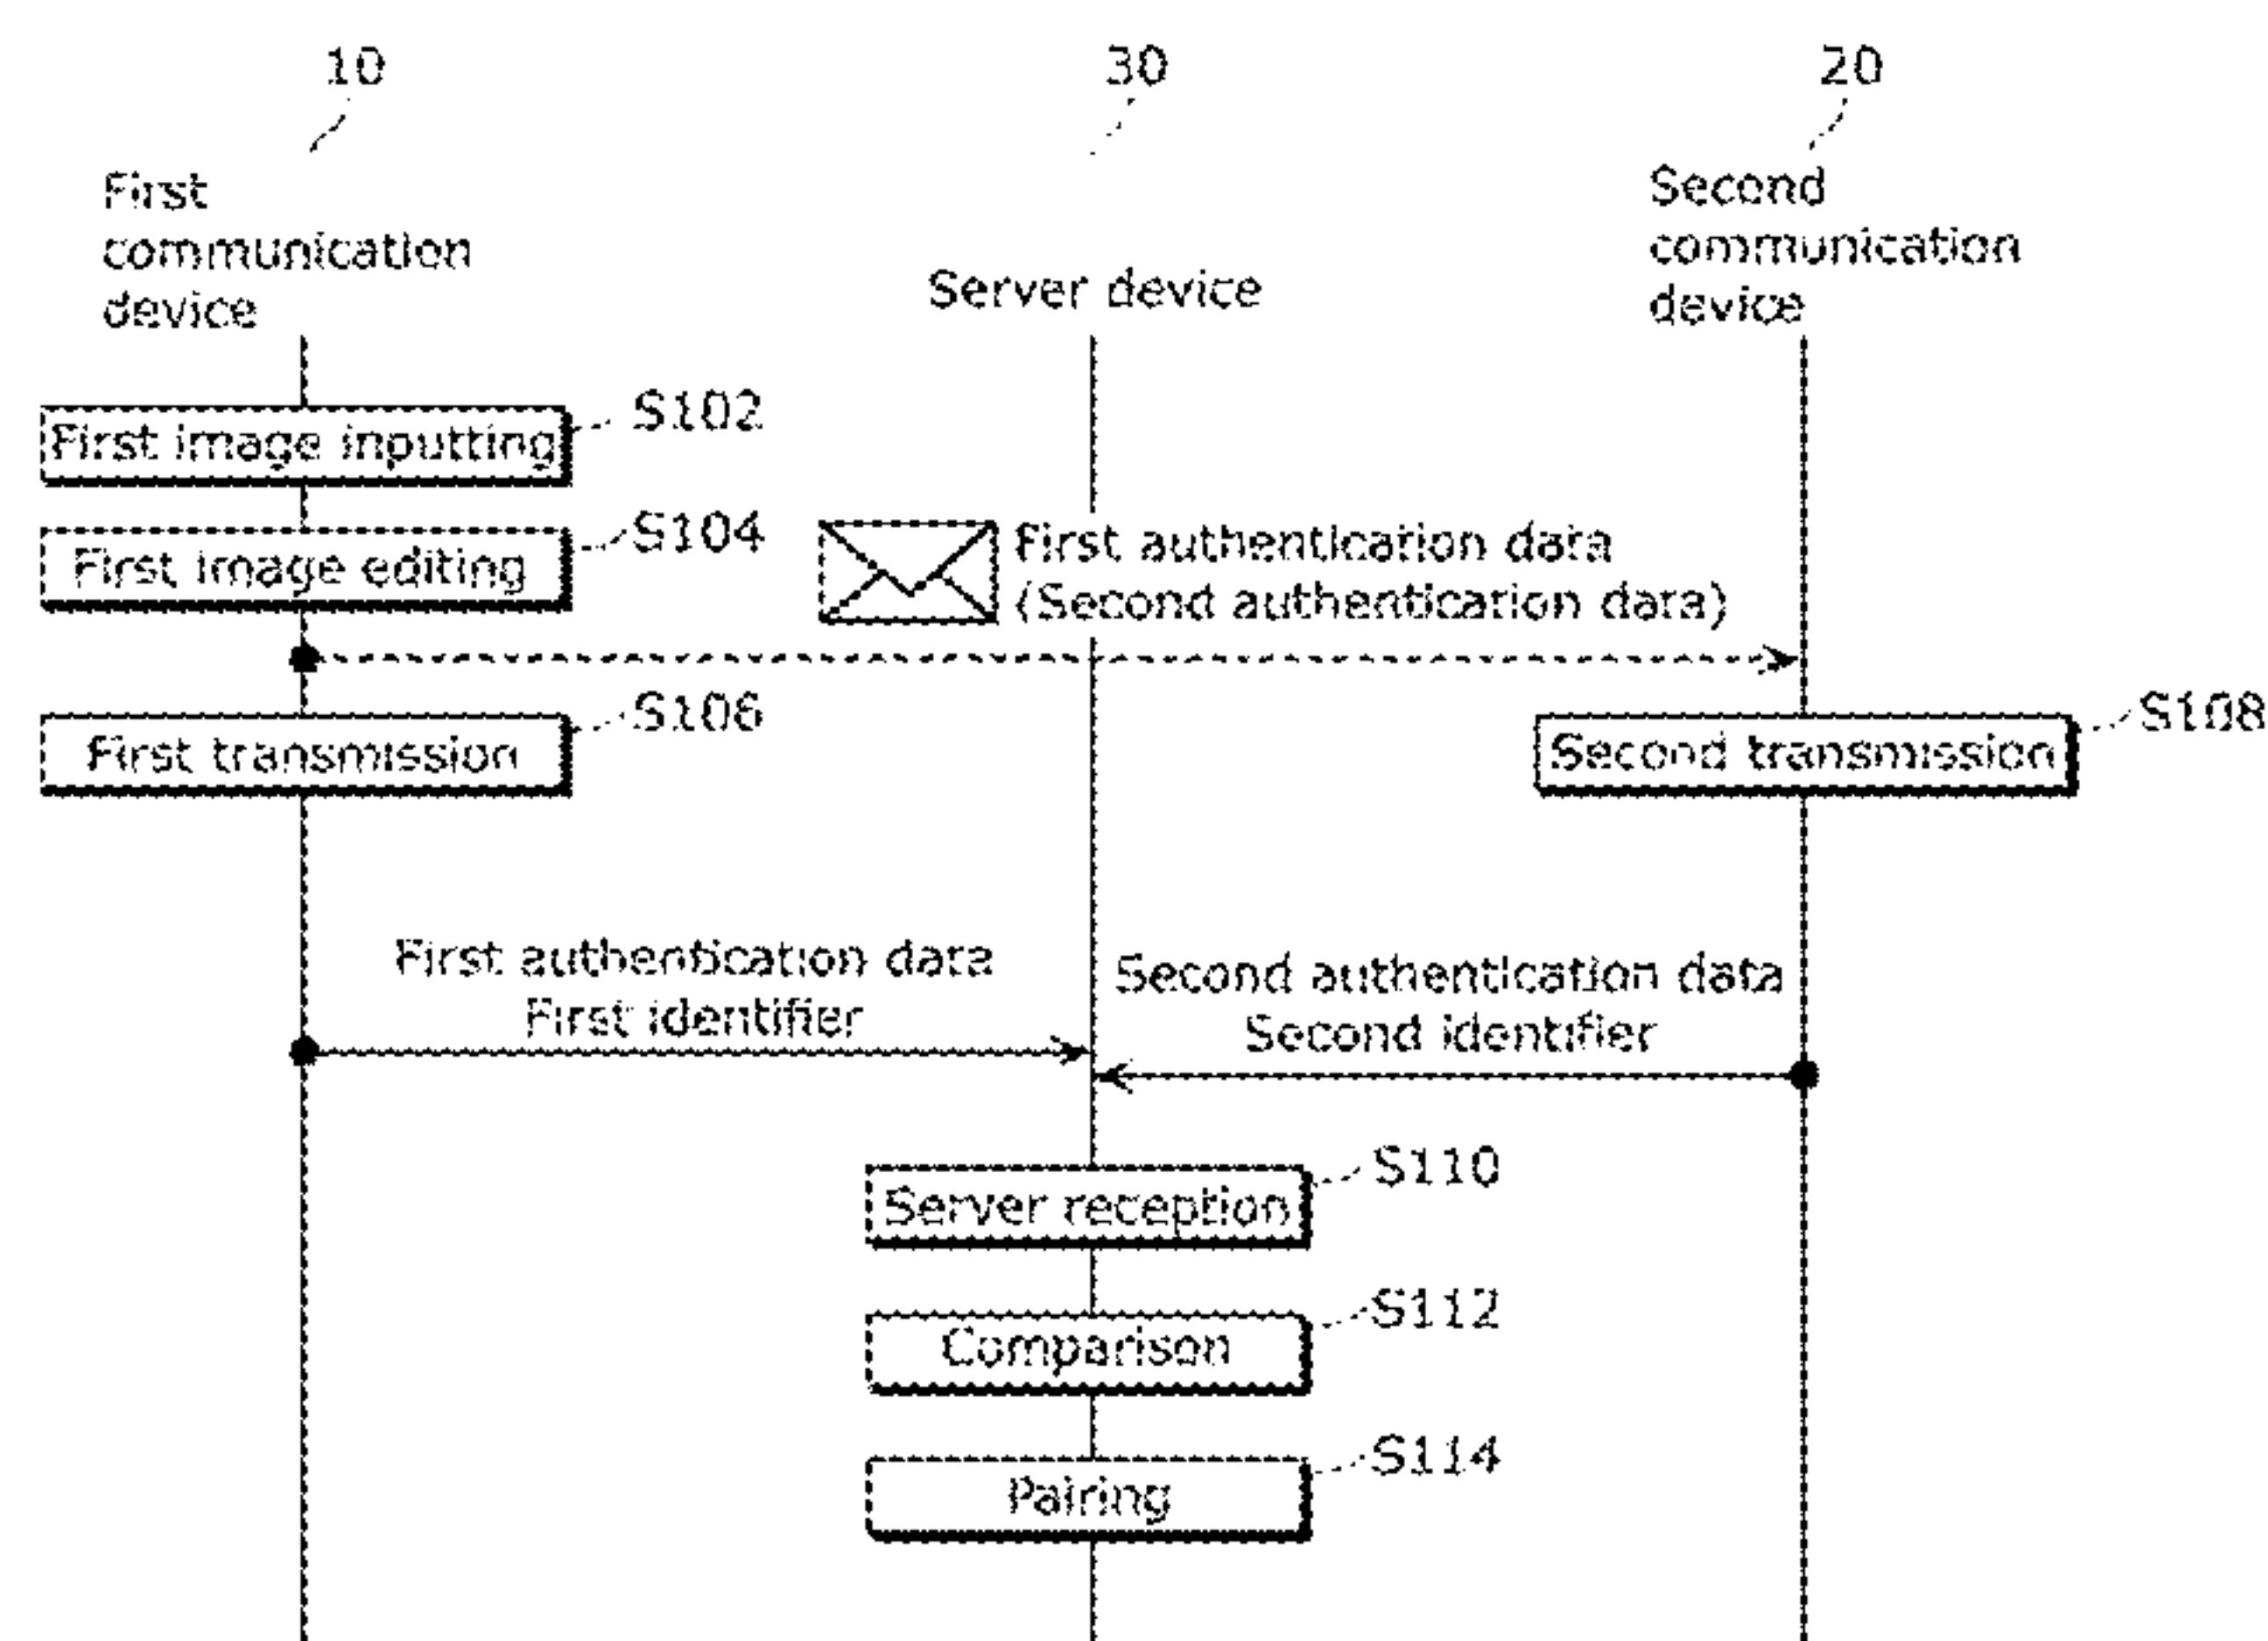 10
30
20
First
communication
device
Server device
Second
communication
device
First image inputting
S102
First image editing
S104
First authentication data
(Second authentication data)
First transmission
S106
Second transmission
S108
First authentication data
First identifier
Second authentication data
Second identifier
Server reception
S110
Comparison
S112
Pairing
S114